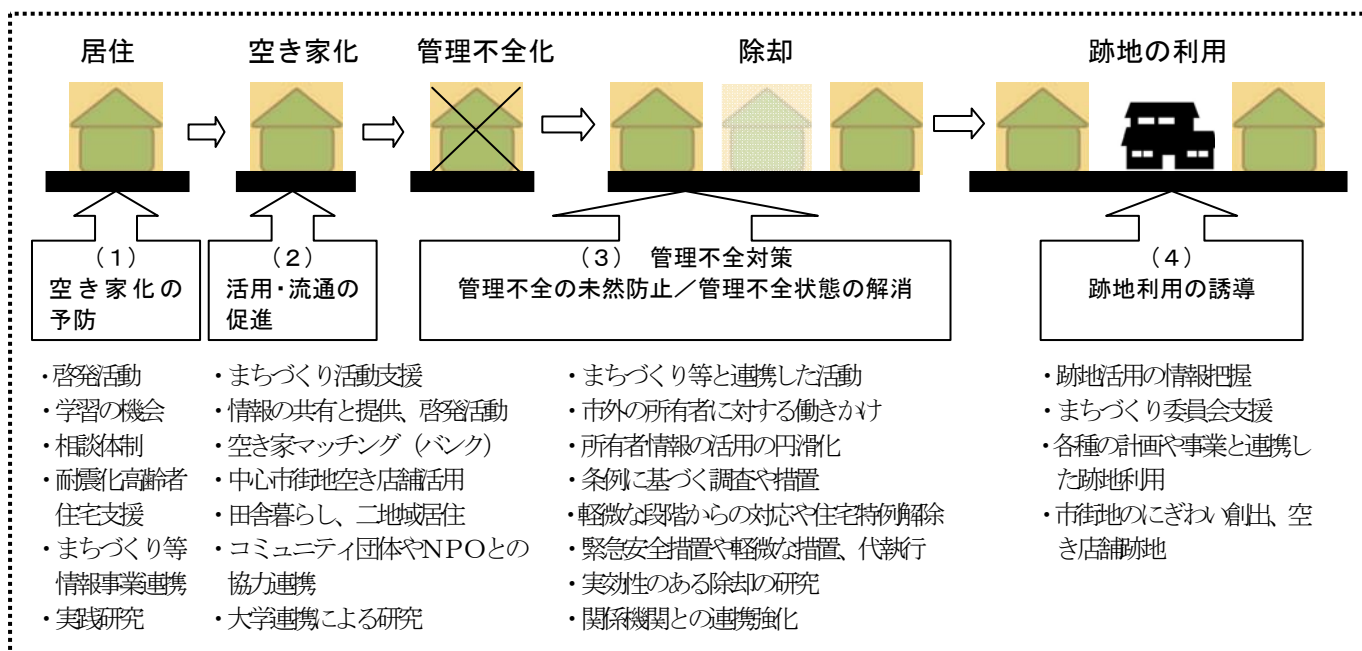 居住
空き家化
管理不全化
除却
跡地の利用
（１）
空き家化の
予防
（２）
活用・流通の
促進
（３） 管理不全対策
管理不全の未然防止／管理不全状態の解消
（４）
跡地利用の誘導
・啓発活動
・学習の機会
・相談体制
・耐震化高齢者
住宅支援
・まちづくり等
情報事業連携
・実践研究
・まちづくり活動支援
・情報の共有と提供、啓発活動
・空き家マッチング（バンク）
・中心市街地空き店舗活用
・田舎暮らし、二地域居住
・コミュニティ団体やNPOとの
協力連携
・大学連携による研究
・まちづくり等と連携した活動
・市外の所有者に対する働きかけ
・所有者情報の活用の円滑化
・条例に基づく調査や措置
・軽微な段階からの対応や住宅特例解除
・緊急安全措置や軽微な措置、代執行
・実効性のある除却の研究
・関係機関との連携強化
・跡地活用の情報把握
・まちづくり委員会支援
・各種の計画や事業と連携し
た跡地利用
・市街地のにぎわい創出、空
き店舗跡地